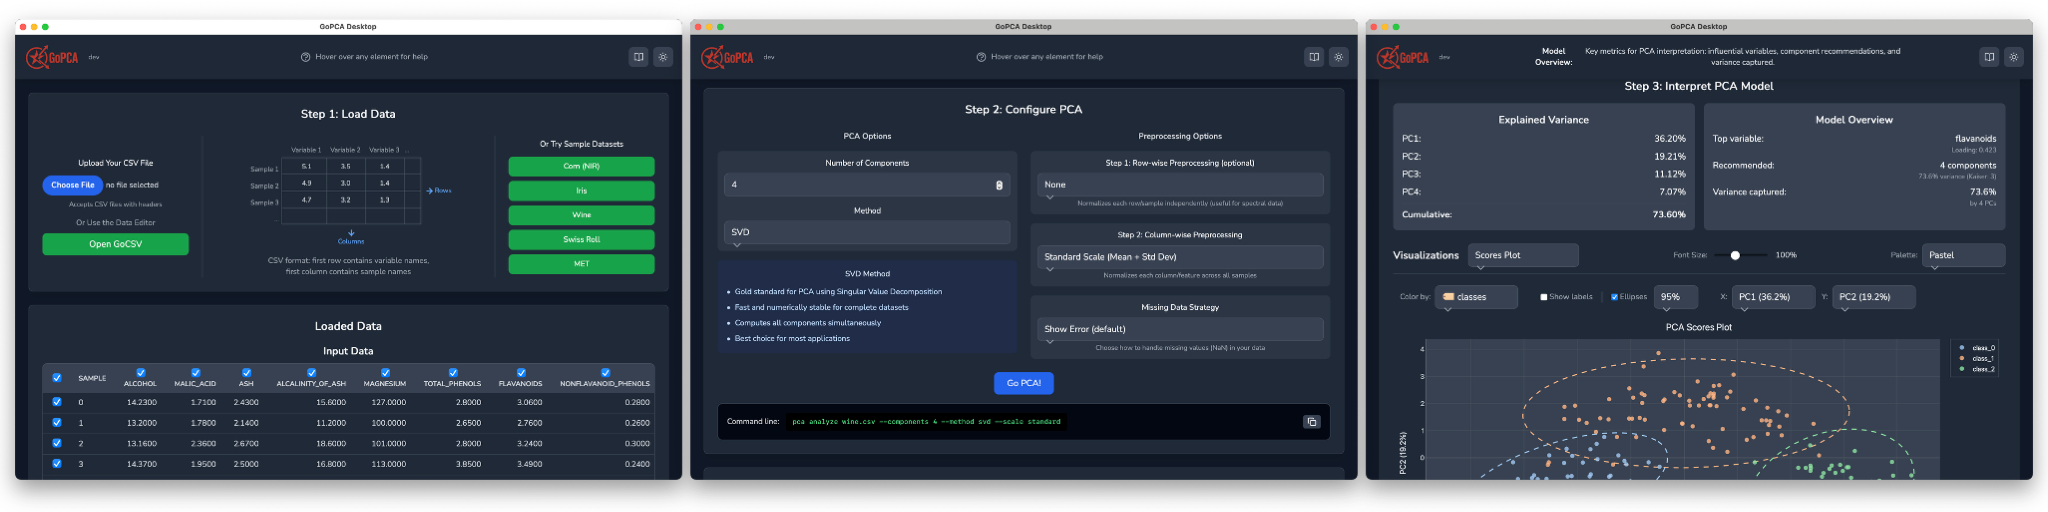 GoPCA Desktop
GoPCA dev
Hover over any element for help
Step 1: Load Data
Upload Your CSV File
Choose File no file selected
Accepts CSV files with headers
Or Use the Data Editor
Open GoCSV
Variable 1 Variable 2 Variable 3 ...
Sample 1 5.1 3.5 1.4
Sample 2 4.9 3.0 1.4
Sample 3 4.7 3.2 1.3
...
→ Rows
↓
Columns
CSV format: first row contains variable names,
first column contains sample names
Or Try Sample Datasets
Corn (NIR)
Iris
Wine
Swiss Roll
MET
Loaded Data
Input Data
SAMPLE ALCOHOL MALIC_ACID ASH ALCALINITY_OF_ASH MAGNESIUM TOTAL_PHENOLS FLAVANOIDS NONFLAVANOID_PHENOLS
0 14.2300 1.7100 2.4300 15.6000 127.0000 2.8000 3.0600 0.2800
1 13.2000 1.7800 2.1400 11.2000 100.0000 2.6500 2.7600 0.2600
2 13.1600 2.3600 2.6700 18.6000 101.0000 2.8000 3.2400 0.3000
3 14.3700 1.9500 2.5000 16.8000 113.0000 3.8500 3.4900 0.2400
GoPCA Desktop
GoPCA dev
Hover over any element for help
Step 2: Configure PCA
PCA Options
Number of Components
4
Method
SVD
SVD Method
• Gold standard for PCA using Singular Value Decomposition
• Fast and numerically stable for complete datasets
• Computes all components simultaneously
• Best choice for most applications
Preprocessing Options
Step 1: Row-wise Preprocessing (optional)
None
Normalizes each row/sample independently (useful for spectral data)
Step 2: Column-wise Preprocessing
Standard Scale (Mean + Std Dev)
Normalizes each column/feature across all samples
Missing Data Strategy
Show Error (default)
Choose how to handle missing values (NaN) in your data
Go PCA!
Command line: pca analyze wine.csv --components 4 --method svd --scale standard
GoPCA Desktop
GoPCA dev
Model Overview: Key metrics for PCA interpretation: influential variables, component recommendations, and
variance captured.
Step 3: Interpret PCA Model
Explained Variance
PC1: 36.20%
PC2: 19.21%
PC3: 11.12%
PC4: 7.07%
Cumulative: 73.60%
Model Overview
Top variable: flavanoids
Loading: 0.423
Recommended: 4 components
73.6% variance (Kaiser: 3)
Variance captured: 73.6%
by 4 PCs
Visualizations Scores Plot Font Size: 100% Palette: Pastel
Color by: classes Show labels Ellipses 95% X: PC1 (36.2%) Y: PC2 (19.2%)
PCA Scores Plot
4
3
2
1
0
PC2 (19.2%)
class_0
class_1
class_2